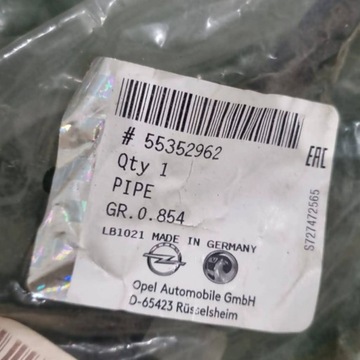 # 55352962
Qty 1
PIPE
GR.0.854
LB1021 MADE IN GERMANY
Opel Automobile GmbH
D-65423 Rüsselsheim
EAC
S727472565